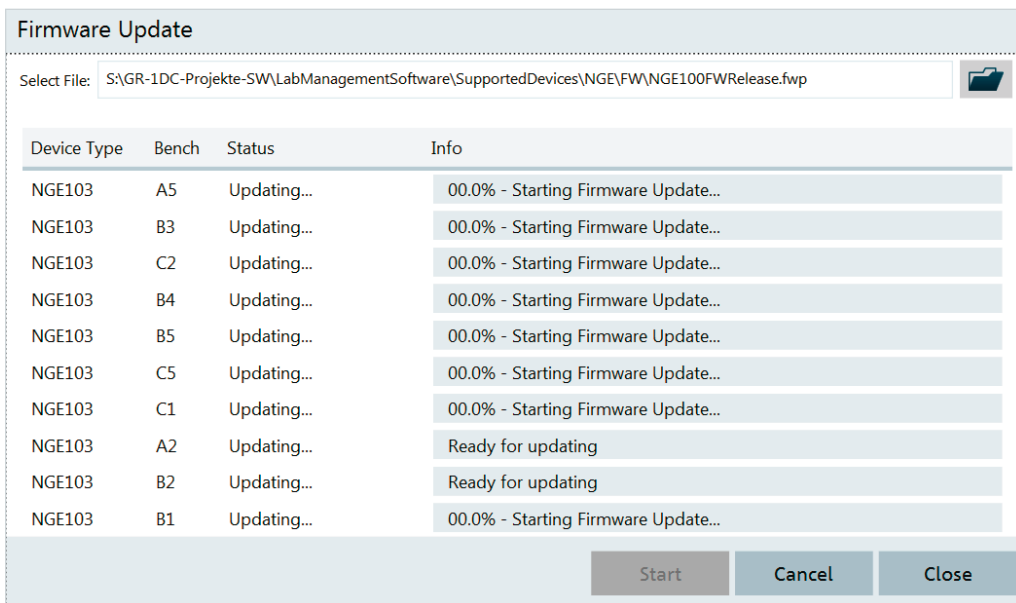 Firmware Update
Select File: S:\GR-1DC-Projekte-SW\LabManagementSoftware\SupportedDevices\NGE\FW\NGE100FWRelease.fwp
Device Type Bench Status Info
NGE103 A5 Updating... 00.0% - Starting Firmware Update...
NGE103 B3 Updating... 00.0% - Starting Firmware Update...
NGE103 C2 Updating... 00.0% - Starting Firmware Update...
NGE103 B4 Updating... 00.0% - Starting Firmware Update...
NGE103 B5 Updating... 00.0% - Starting Firmware Update...
NGE103 C5 Updating... 00.0% - Starting Firmware Update...
NGE103 C1 Updating... 00.0% - Starting Firmware Update...
NGE103 A2 Updating... Ready for updating
NGE103 B2 Updating... Ready for updating
NGE103 B1 Updating... 00.0% - Starting Firmware Update...
Start Cancel Close